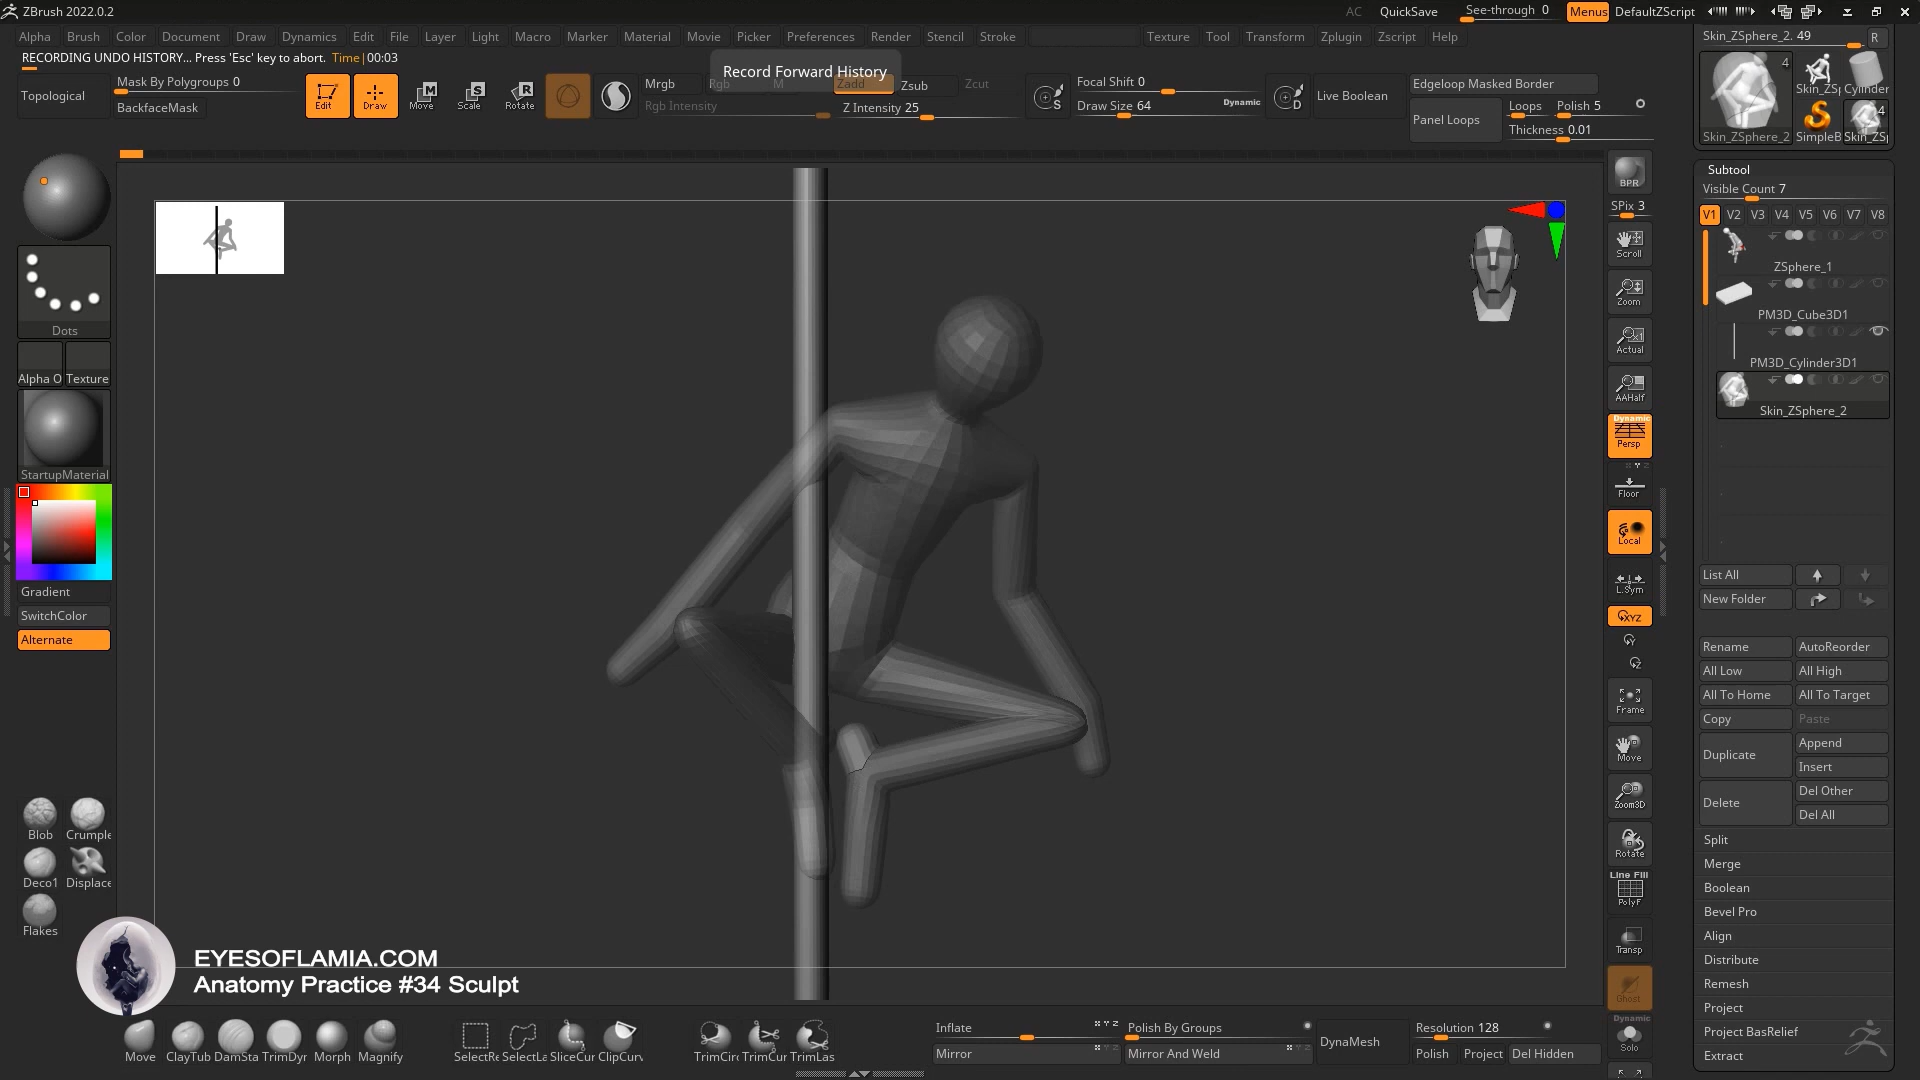 ZBrush 2022.0.2
AC QuickSave See-through 0 Menus DefaultZScript
Alpha Brush Color Document Draw Dynamics Edit File Layer Light Macro Marker Material Movie Picker Preferences Render Stencil Stroke Texture Tool Transform Zplugin Zscript Help
RECORDING UNDO HISTORY... Press 'Esc' key to abort. Time|00:03
Record Forward History
Topological
Mask By Polygroups 0
BackfaceMask
Edit Draw Move Scale Rotate
Mrgb Rgb M Zadd Zsub Zcut
Rgb Intensity Z Intensity 25
Focal Shift 0
Draw Size 64 Dynamic
S
D
Live Boolean
Edgeloop Masked Border
Panel Loops
Loops Polish 5
Thickness 0.01
Skin_ZSphere_2. 49 R
4
Skin_ZSphere_2
Skin_ZSp Cylinder
SimpleB
4
Skin_ZSp
Subtool
Visible Count 7
V1 V2 V3 V4 V5 V6 V7 V8
ZSphere_1
PM3D_Cube3D1
PM3D_Cylinder3D1
Skin_ZSphere_2
List All
New Folder
Rename AutoReorder
All Low All High
All To Home All To Target
Copy Paste
Duplicate Append
Insert
Delete Del Other
Del All
Split
Merge
Boolean
Bevel Pro
Align
Distribute
Remesh
Project
Project BasRelief
Extract
BPR
SPix 3
Scroll
Zoom
Actual
AAHalf
Dynamic
Persp
Floor
Local
L.Sym
XYZ
Y
Z
Frame
Move
Zoom3D
Rotate
Line Fill
PolyF
Transp
Ghost
Dynamic
Solo
Dots
Alpha O Texture
StartupMaterial
Gradient
SwitchColor
Alternate
Blob Crumple
Deco1 Displace
Flakes
EYESOFLAMIA.COM
Anatomy Practice #34 Sculpt
Move ClayTub DamSta TrimDyr Morph Magnify
SelectRe SelectLa SliceCur ClipCurv
TrimCirc TrimCur TrimLas
Inflate
Mirror
Polish By Groups
Mirror And Weld
DynaMesh
Resolution 128
Polish Project Del Hidden